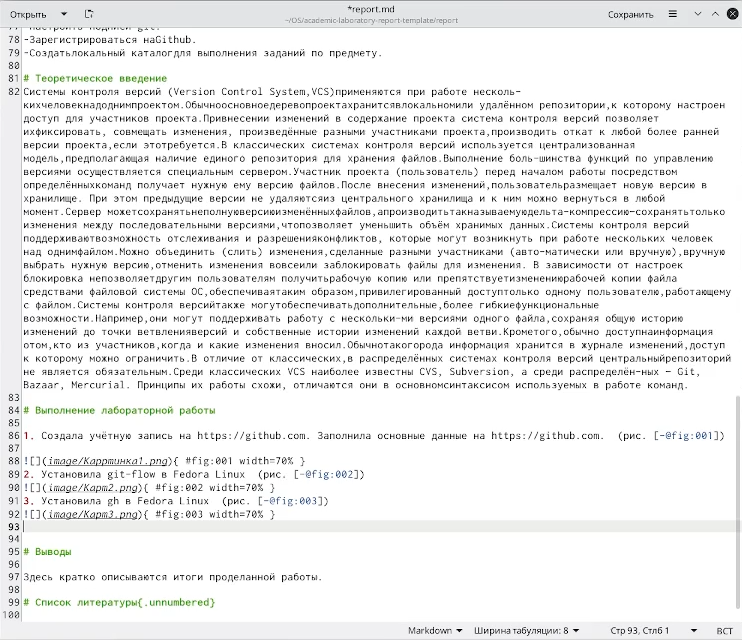 Открыть
*report.md
~/OS/academic-laboratory-report-template/report
Сохранить
77 -Настроить подписи git.
78 -Зарегистрироваться наGithub.
79 -Создатьлокальный каталогдля выполнения заданий по предмету.
80
81 # Теоретическое введение
82 Системы контроля версий (Version Control System,VCS)применяются при работе несколь-
кихчеловекнадоднимпроектом.Обычноосновноедеревопроектахранитсявлокальномили удалённом репозитории,к которому настроен
доступ для участников проекта.Привнесении изменений в содержание проекта система контроля версий позволяет
ихфиксировать, совмещать изменения, произведённые разными участниками проекта,производить откат к любой более ранней
версии проекта,если этотребуется.В классических системах контроля версий используется централизованная
модель,предполагающая наличие единого репозитория для хранения файлов.Выполнение боль-шинства функций по управлению
версиями осуществляется специальным сервером.Участник проекта (пользователь) перед началом работы посредством
определённыхкоманд получает нужную ему версию файлов.После внесения изменений,пользовательразмещает новую версию в
хранилище. При этом предыдущие версии не удаляютсяиз центрального хранилища и к ним можно вернуться в любой
момент.Сервер можетсохранятьнеполнуюверсиюизменённыхфайлов,апроизводитьтакназываемуюдельта-компрессию-сохранятьтолько
изменения между последовательными версиями,чтопозволяет уменьшить объём хранимых данных.Системы контроля версий
поддерживаютвозможность отслеживания и разрешенияконфликтов, которые могут возникнуть при работе нескольких человек
над однимфайлом.Можно объединить (слить) изменения,сделанные разными участниками (авто-матически или вручную),вручную
выбрать нужную версию,отменить изменения вовсеили заблокировать файлы для изменения. В зависимости от настроек
блокировка непозволяетдругим пользователям получитьрабочую копию или препятствуетизменениюрабочей копии файла
средствами файловой системы ОС,обеспечиваятаким образом,привилегированный доступтолько одному пользователю,работающему
с файлом.Системы контроля версийтакже могутобеспечиватьдополнительные,более гибкиефункциональные
возможности.Например,они могут поддерживать работу с нескольки-ми версиями одного файла,сохраняя общую историю
изменений до точки ветвленияверсий и собственные истории изменений каждой ветви.Крометого,обычно доступнаинформация
отом,кто из участников,когда и какие изменения вносил.Обычнотакогорода информация хранится в журнале изменений,доступ
к которому можно ограничить.В отличие от классических,в распределённых системах контроля версий центральныйрепозиторий
не является обязательным.Среди классических VCS наиболее известны CVS, Subversion, а среди распределён-ных — Git,
Bazaar, Mercurial. Принципы их работы схожи, отличаются они в основномсинтаксисом используемых в работе команд.
83
84 # Выполнение лабораторной работы
85
86 1. Создала учётную запись на https://github.com. Заполнила основные данные на https://github.com. (рис. [-@fig:001])
87
88 ![](image/Карртинка1.png){ #fig:001 width=70% }
89 2. Установила git-flow в Fedora Linux (рис. [-@fig:002])
90 ![](image/Карт2.png){ #fig:002 width=70% }
91 3. Установила gh в Fedora Linux (рис. [-@fig:003])
92 ![](image/Карт3.png){ #fig:003 width=70% }
93
94
95 # Выводы
96
97 Здесь кратко описываются итоги проделанной работы.
98
99 # Список литературы{.unnumbered}
100
Markdown
Ширина табуляции: 8
Стр 93, Стлб 1
ВСТ